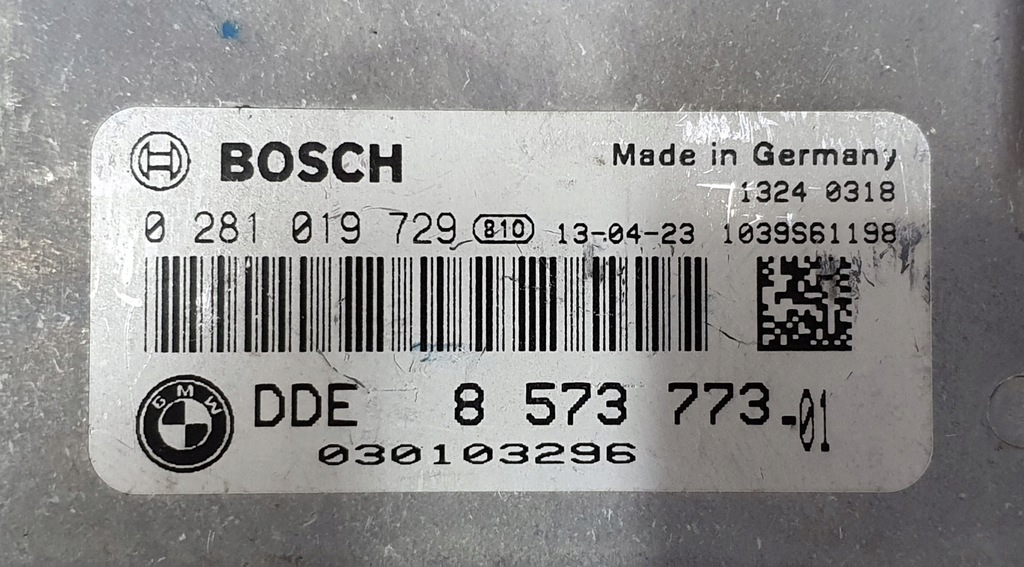 BOSCH Made in Germany
1324 0318
0 281 019 729 810 13-04-23 1039S61198
BMW DDE 8 573 773-01
030103296